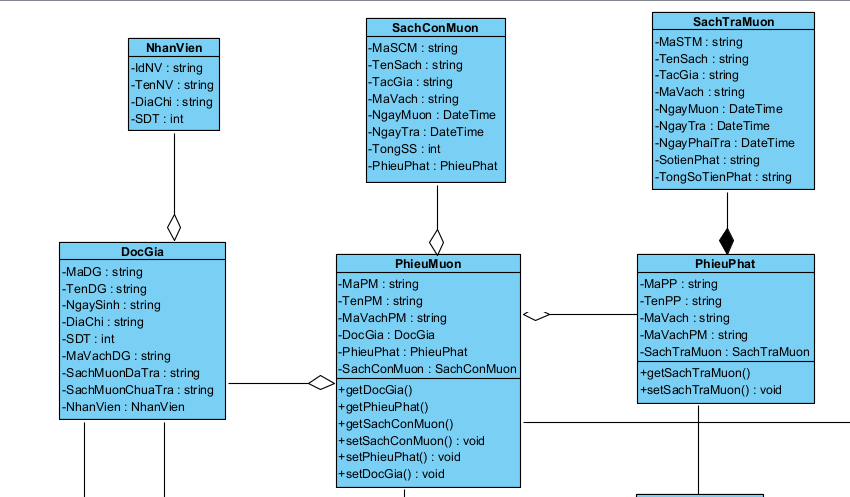 NhanVien
-IdNV : string
-TenNV : string
-DiaChi : string
-SDT : int
SachConMuon
-MaSCM : string
-TenSach : string
-TacGia : string
-MaVach : string
-NgayMuon : DateTime
-NgayTra : DateTime
-TongSS : int
-PhieuPhat : PhieuPhat
SachTraMuon
-MaSTM : string
-TenSach : string
-TacGia : string
-MaVach : string
-NgayMuon : DateTime
-NgayTra : DateTime
-NgayPhaiTra : DateTime
-SotienPhat : string
-TongSoTienPhat : string
DocGia
-MaDG : string
-TenDG : string
-NgaySinh : string
-DiaChi : string
-SDT : int
-MaVachDG : string
-SachMuonDaTra : string
-SachMuonChuaTra : string
-NhanVien : NhanVien
PhieuMuon
-MaPM : string
-TenPM : string
-MaVachPM : string
-DocGia : DocGia
-PhieuPhat : PhieuPhat
-SachConMuon : SachConMuon
+getDocGia()
+getPhieuPhat()
+getSachConMuon()
+setSachConMuon() : void
+setPhieuPhat() : void
+setDocGia() : void
PhieuPhat
-MaPP : string
-TenPP : string
-MaVach : string
-MaVachPM : string
-SachTraMuon : SachTraMuon
+getSachTraMuon()
+setSachTraMuon() : void